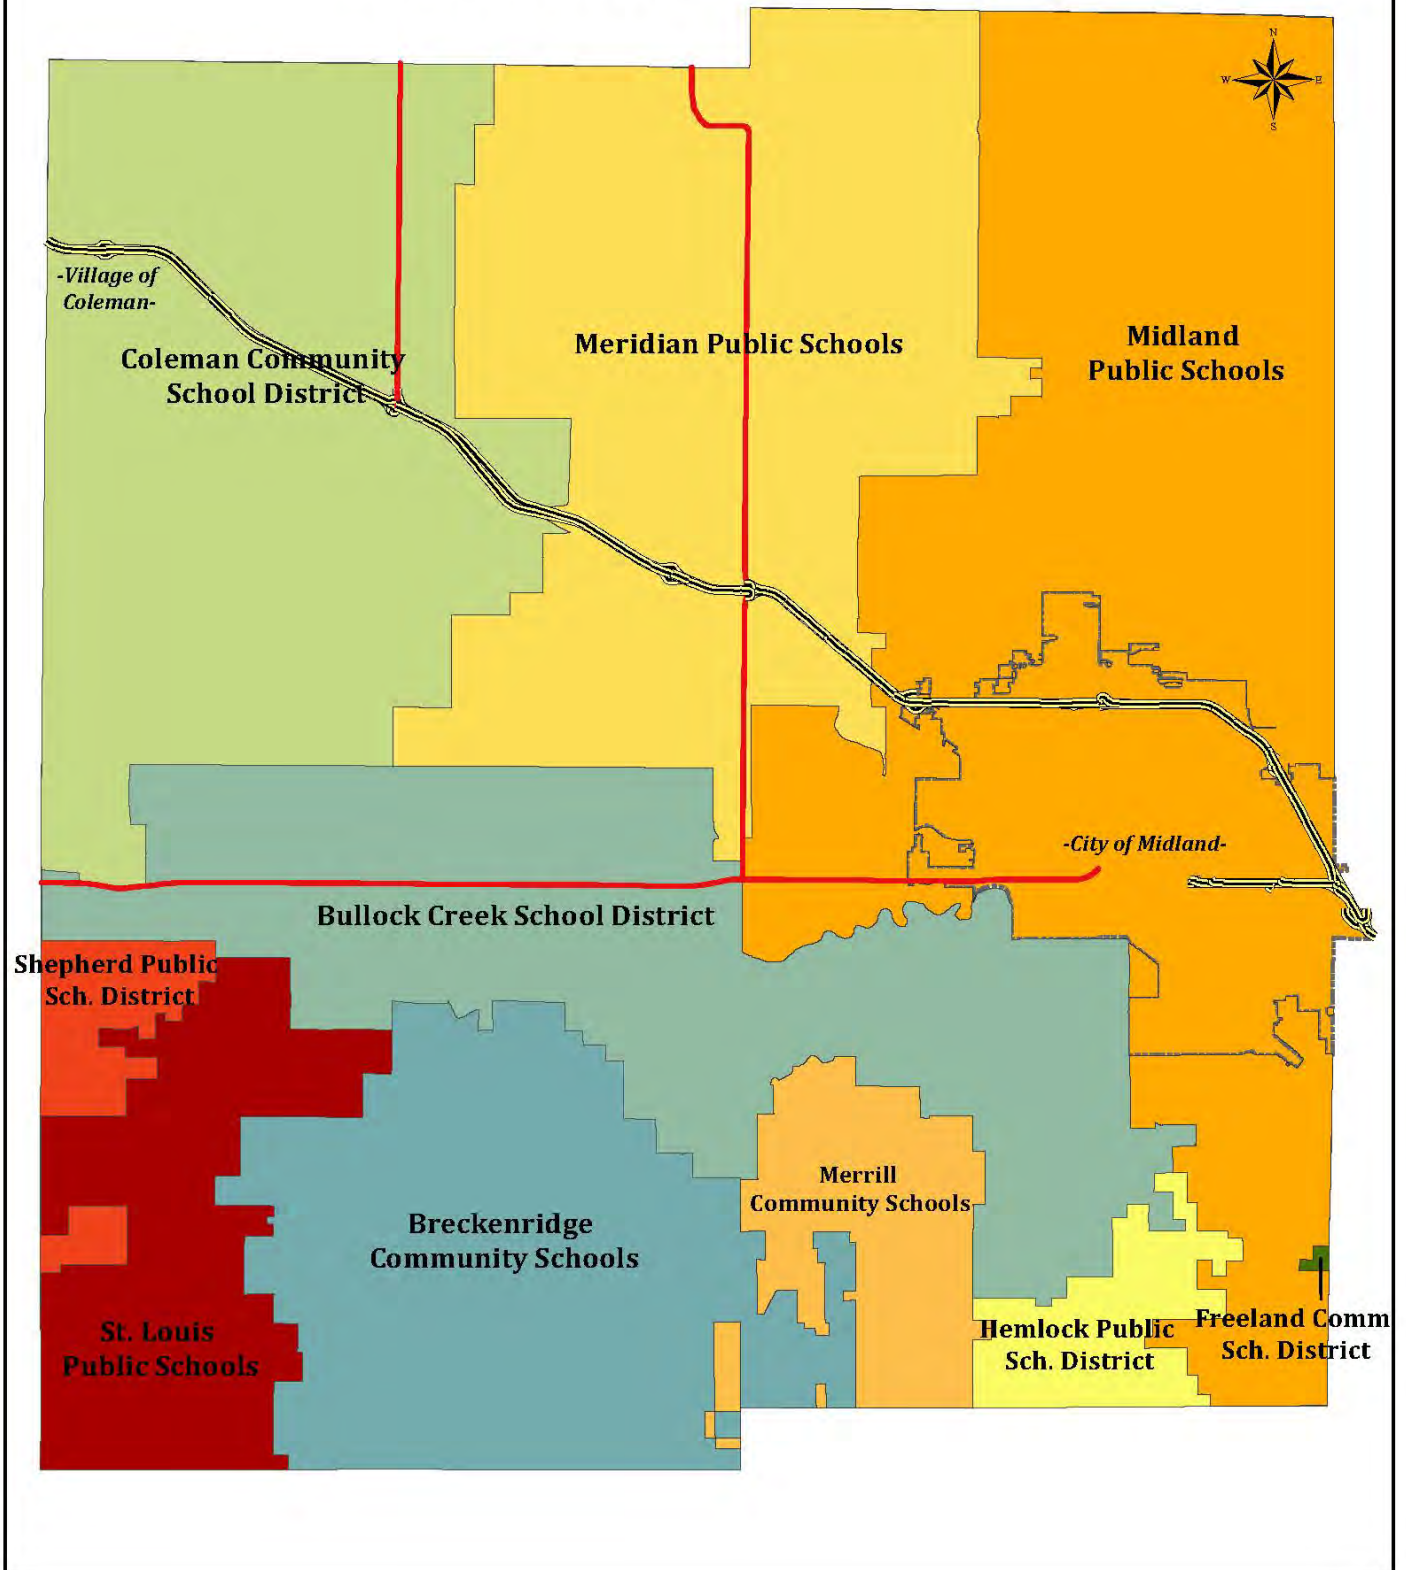 N
W E
S
-Village of
Coleman-
Coleman Community
School District
Meridian Public Schools
Midland
Public Schools
-City of Midland-
Bullock Creek School District
Shepherd Public
Sch. District
Merrill
Community Schools
Breckenridge
Community Schools
St. Louis
Public Schools
Hemlock Public
Sch. District
Freeland Comm
Sch. District